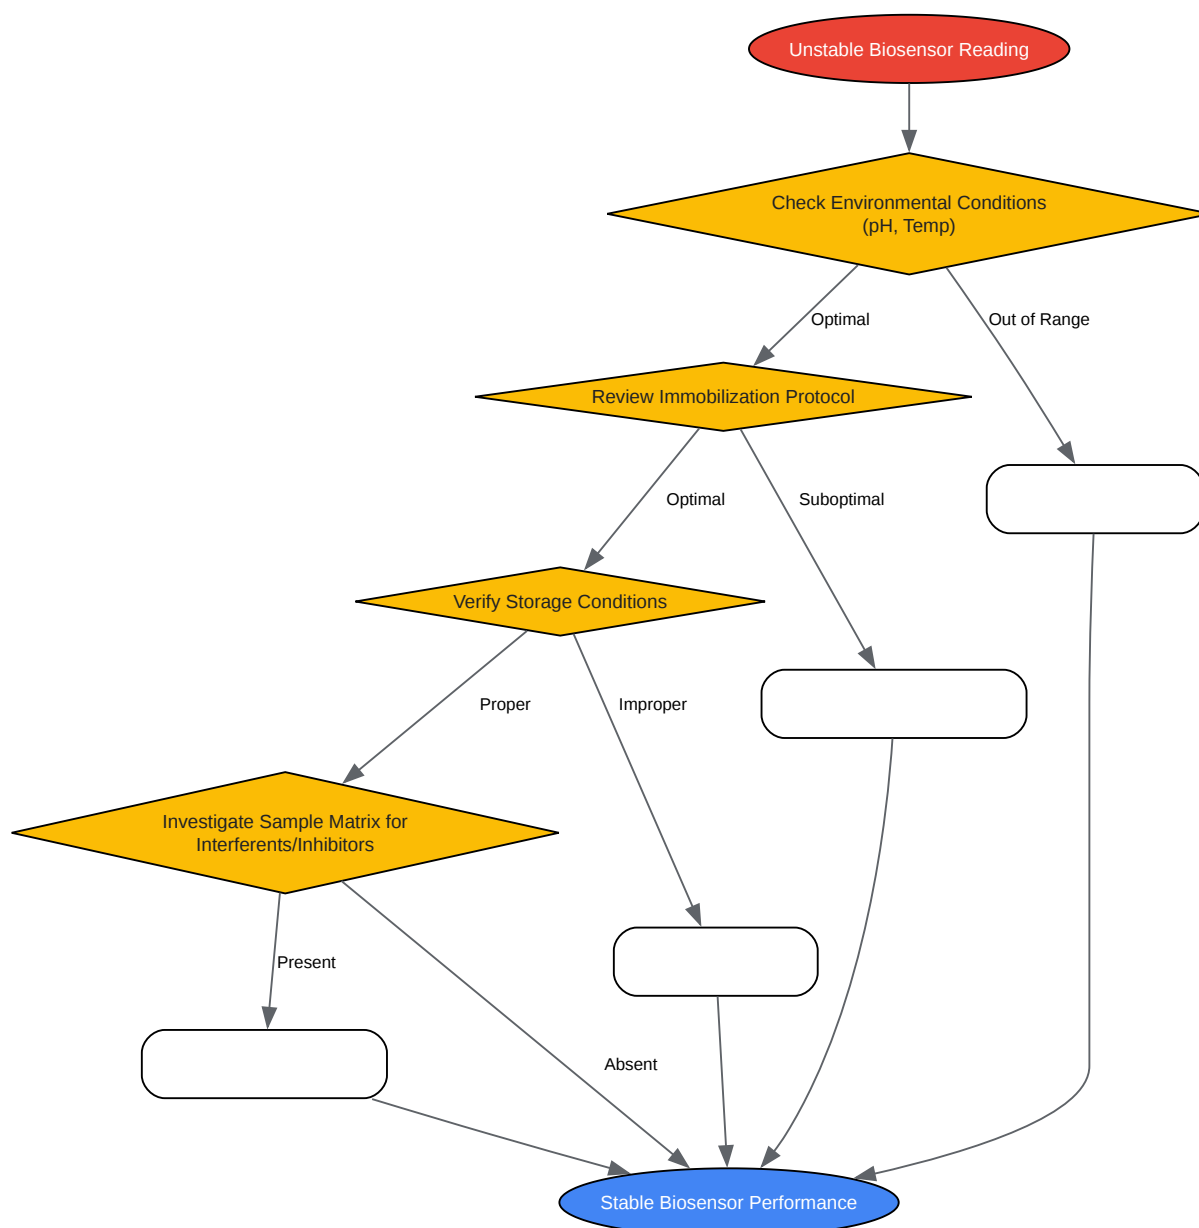 Unstable Biosensor Reading
Check Environmental Conditions
(pH, Temp)
Optimal
Out of Range
Review Immobilization Protocol
Optimal
Suboptimal
Verify Storage Conditions
Proper
Improper
Investigate Sample Matrix for
Interferents/Inhibitors
Present
Absent
Stable Biosensor Performance